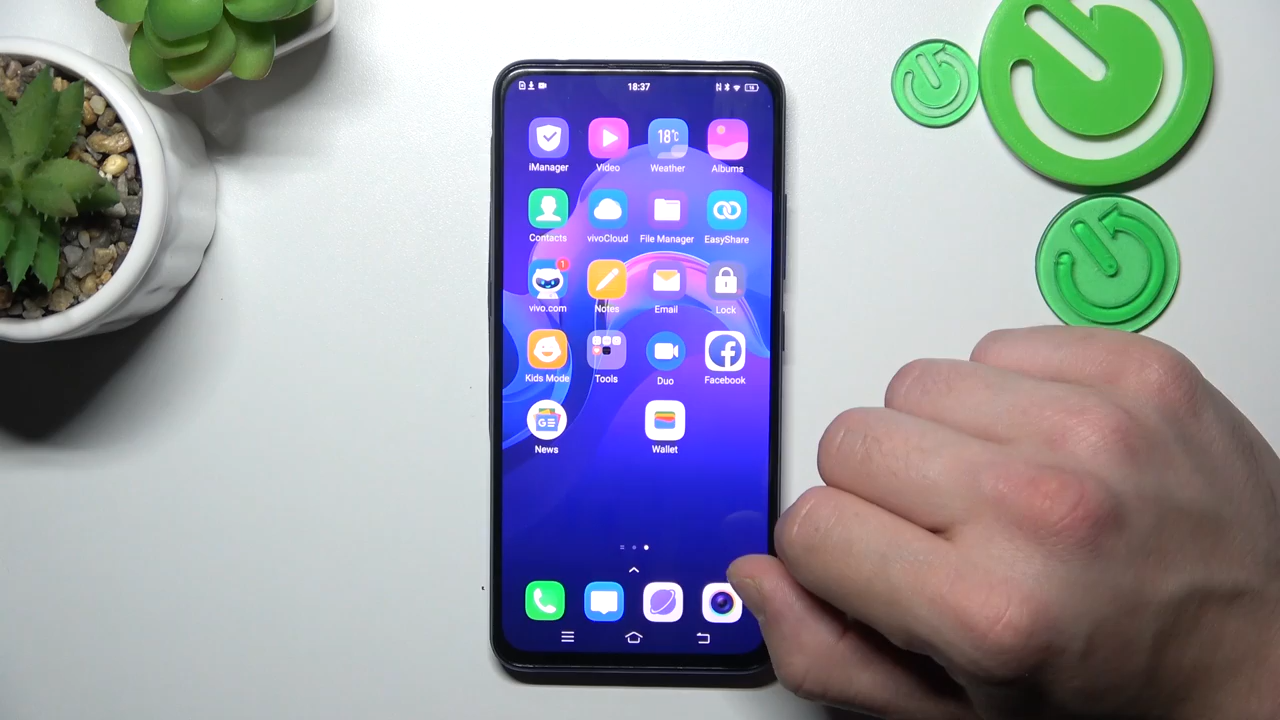 18:37
18℃
iManager Video Weather Albums
Contacts vivoCloud File Manager EasyShare
1
vivo.com Notes Email Lock
Kids Mode Tools Duo Facebook
GE
News Wallet